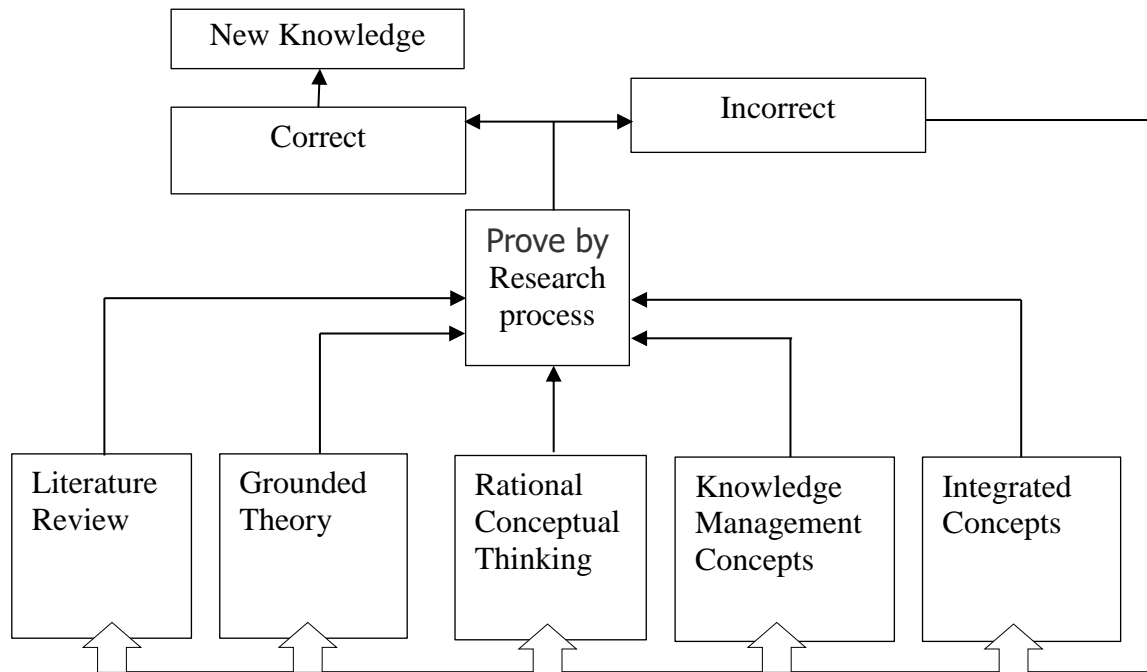 New Knowledge
Correct
Incorrect
Prove by
Research
process
Literature
Review
Grounded
Theory
Rational
Conceptual
Thinking
Knowledge
Management
Concepts
Integrated
Concepts